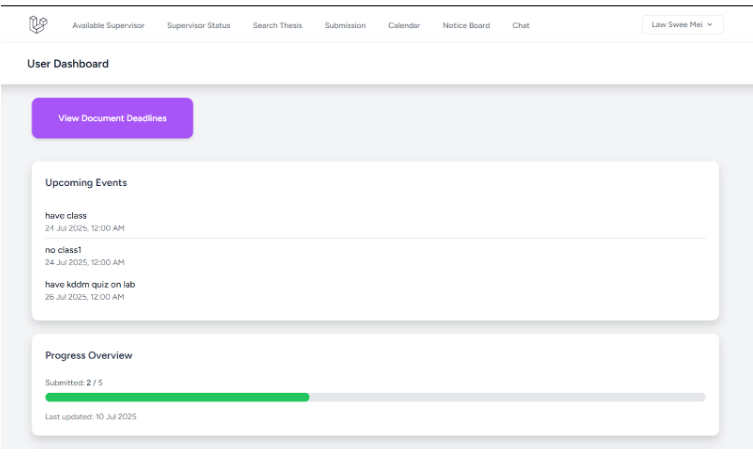 Available Supervisor Supervisor Status Search Thesis Submission Calendar Notice Board Chat Law Swee Mei
User Dashboard
View Document Deadlines
Upcoming Events
have class
24 Jul 2025, 12:00 AM
no class1
24 Jul 2025, 12:00 AM
have kddm quiz on lab
26 Jul 2025, 12:00 AM
Progress Overview
Submitted: 2 / 5
Last updated: 10 Jul 2025